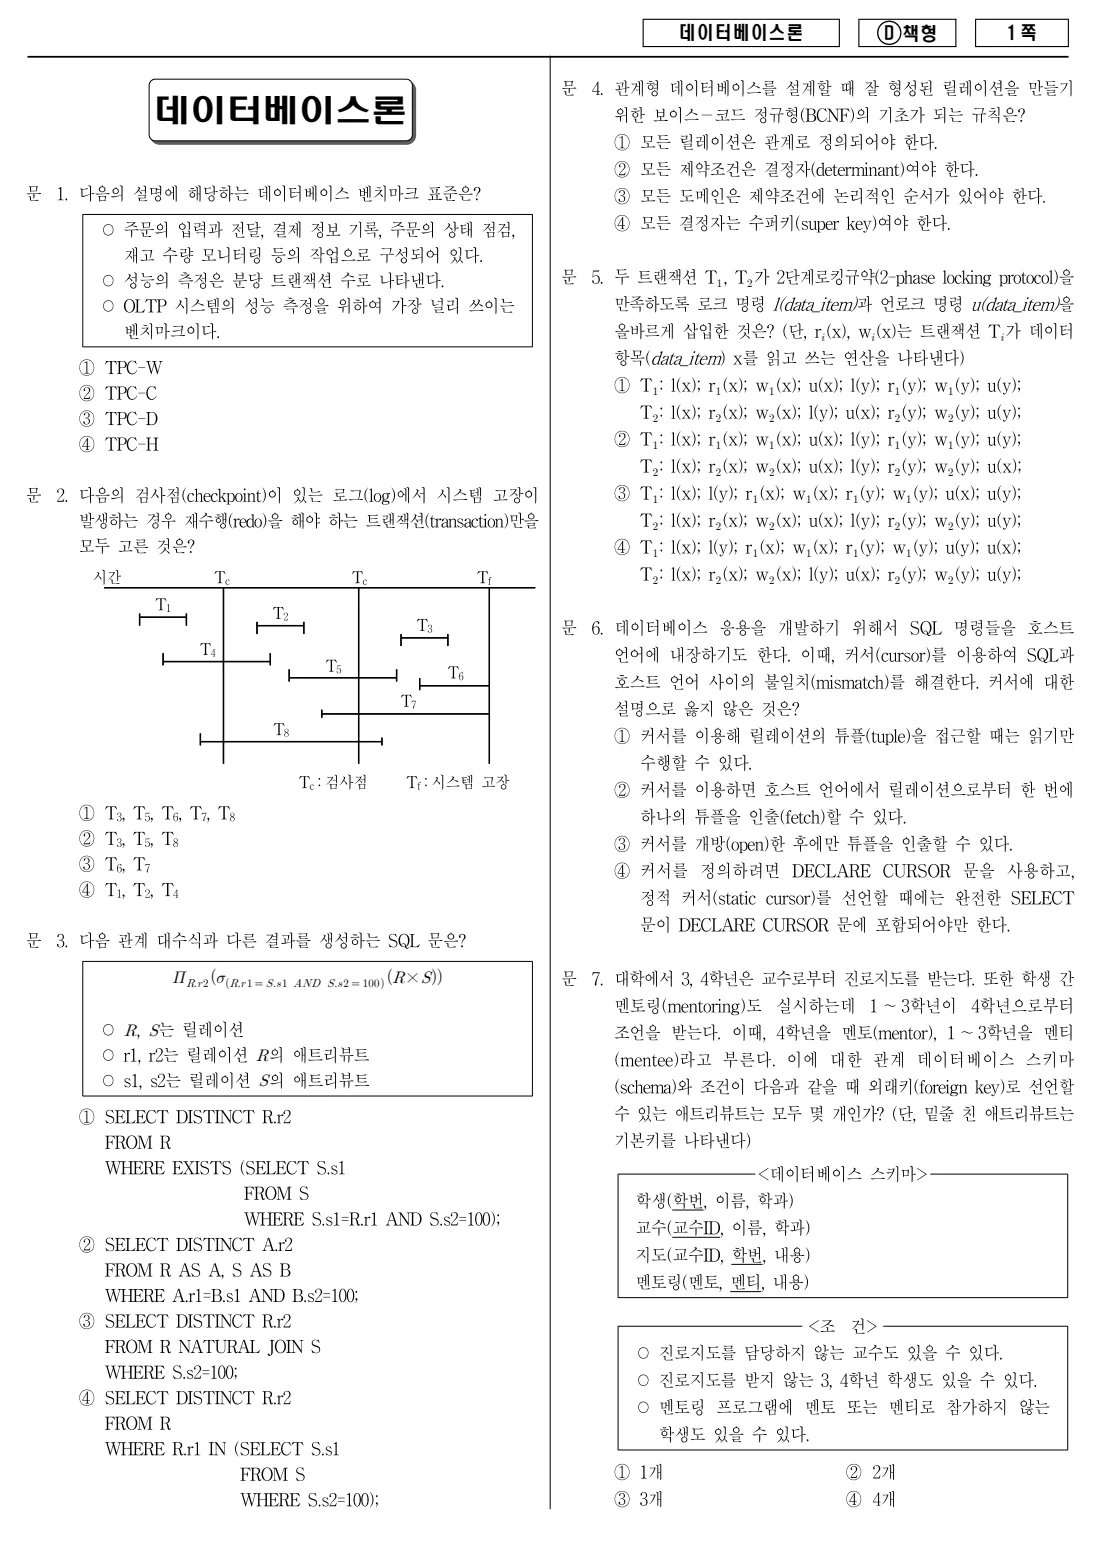 데이터베이스론
Ⓓ책형
1 쪽
데이터베이스론
문 1. 다음의 설명에 해당하는 데이터베이스 벤치마크 표준은?
○ 주문의 입력과 전달, 결제 정보 기록, 주문의 상태 점검,
재고 수량 모니터링 등의 작업으로 구성되어 있다.
○ 성능의 측정은 분당 트랜잭션 수로 나타낸다.
○ OLTP 시스템의 성능 측정을 위하여 가장 널리 쓰이는
벤치마크이다.
① TPC-W
② TPC-C
③ TPC-D
④ TPC-H
문 2. 다음의 검사점(checkpoint)이 있는 로그(log)에서 시스템 고장이
발생하는 경우 재수행(redo)을 해야 하는 트랜잭션(transaction)만을
모두 고른 것은?
시간 Tc Tc Tf
T1
T2
T3
T4
T5
T6
T7
T8
Tc : 검사점 Tf : 시스템 고장
① T3, T5, T6, T7, T8
② T3, T5, T8
③ T6, T7
④ T1, T2, T4
문 3. 다음 관계 대수식과 다른 결과를 생성하는 SQL 문은?
Π R.r2 (σ (R.r1 = S.s1 AND S.s2 = 100) (R×S))
○ R, S는 릴레이션
○ r1, r2는 릴레이션 R의 애트리뷰트
○ s1, s2는 릴레이션 S의 애트리뷰트
① SELECT DISTINCT R.r2
FROM R
WHERE EXISTS (SELECT S.s1
FROM S
WHERE S.s1=R.r1 AND S.s2=100);
② SELECT DISTINCT A.r2
FROM R AS A, S AS B
WHERE A.r1=B.s1 AND B.s2=100;
③ SELECT DISTINCT R.r2
FROM R NATURAL JOIN S
WHERE S.s2=100;
④ SELECT DISTINCT R.r2
FROM R
WHERE R.r1 IN (SELECT S.s1
FROM S
WHERE S.s2=100);
문 4. 관계형 데이터베이스를 설계할 때 잘 형성된 릴레이션을 만들기
위한 보이스-코드 정규형(BCNF)의 기초가 되는 규칙은?
① 모든 릴레이션은 관계로 정의되어야 한다.
② 모든 제약조건은 결정자(determinant)여야 한다.
③ 모든 도메인은 제약조건에 논리적인 순서가 있어야 한다.
④ 모든 결정자는 수퍼키(super key)여야 한다.
문 5. 두 트랜잭션 T1, T2가 2단계로킹규약(2-phase locking protocol)을
만족하도록 로크 명령 l(data_item)과 언로크 명령 u(data_item)을
올바르게 삽입한 것은? (단, ri(x), wi(x)는 트랜잭션 Ti가 데이터
항목(data_item) x를 읽고 쓰는 연산을 나타낸다)
① T1: l(x); r1(x); w1(x); u(x); l(y); r1(y); w1(y); u(y);
T2: l(x); r2(x); w2(x); l(y); u(x); r2(y); w2(y); u(y);
② T1: l(x); r1(x); w1(x); u(x); l(y); r1(y); w1(y); u(y);
T2: l(x); r2(x); w2(x); u(x); l(y); r2(y); w2(y); u(x);
③ T1: l(x); l(y); r1(x); w1(x); r1(y); w1(y); u(x); u(y);
T2: l(x); r2(x); w2(x); u(x); l(y); r2(y); w2(y); u(y);
④ T1: l(x); l(y); r1(x); w1(x); r1(y); w1(y); u(y); u(x);
T2: l(x); r2(x); w2(x); l(y); u(x); r2(y); w2(y); u(y);
문 6. 데이터베이스 응용을 개발하기 위해서 SQL 명령들을 호스트
언어에 내장하기도 한다. 이때, 커서(cursor)를 이용하여 SQL과
호스트 언어 사이의 불일치(mismatch)를 해결한다. 커서에 대한
설명으로 옳지 않은 것은?
① 커서를 이용해 릴레이션의 튜플(tuple)을 접근할 때는 읽기만
수행할 수 있다.
② 커서를 이용하면 호스트 언어에서 릴레이션으로부터 한 번에
하나의 튜플을 인출(fetch)할 수 있다.
③ 커서를 개방(open)한 후에만 튜플을 인출할 수 있다.
④ 커서를 정의하려면 DECLARE CURSOR 문을 사용하고,
정적 커서(static cursor)를 선언할 때에는 완전한 SELECT
문이 DECLARE CURSOR 문에 포함되어야만 한다.
문 7. 대학에서 3, 4학년은 교수로부터 진로지도를 받는다. 또한 학생 간
멘토링(mentoring)도 실시하는데 1 ~ 3학년이 4학년으로부터
조언을 받는다. 이때, 4학년을 멘토(mentor), 1 ~ 3학년을 멘티
(mentee)라고 부른다. 이에 대한 관계 데이터베이스 스키마
(schema)와 조건이 다음과 같을 때 외래키(foreign key)로 선언할
수 있는 애트리뷰트는 모두 몇 개인가? (단, 밑줄 친 애트리뷰트는
기본키를 나타낸다)
<데이터베이스 스키마>
학생(학번, 이름, 학과)
교수(교수ID, 이름, 학과)
지도(교수ID, 학번, 내용)
멘토링(멘토, 멘티, 내용)
<조 건>
○ 진로지도를 담당하지 않는 교수도 있을 수 있다.
○ 진로지도를 받지 않는 3, 4학년 학생도 있을 수 있다.
○ 멘토링 프로그램에 멘토 또는 멘티로 참가하지 않는
학생도 있을 수 있다.
① 1개 ② 2개
③ 3개 ④ 4개